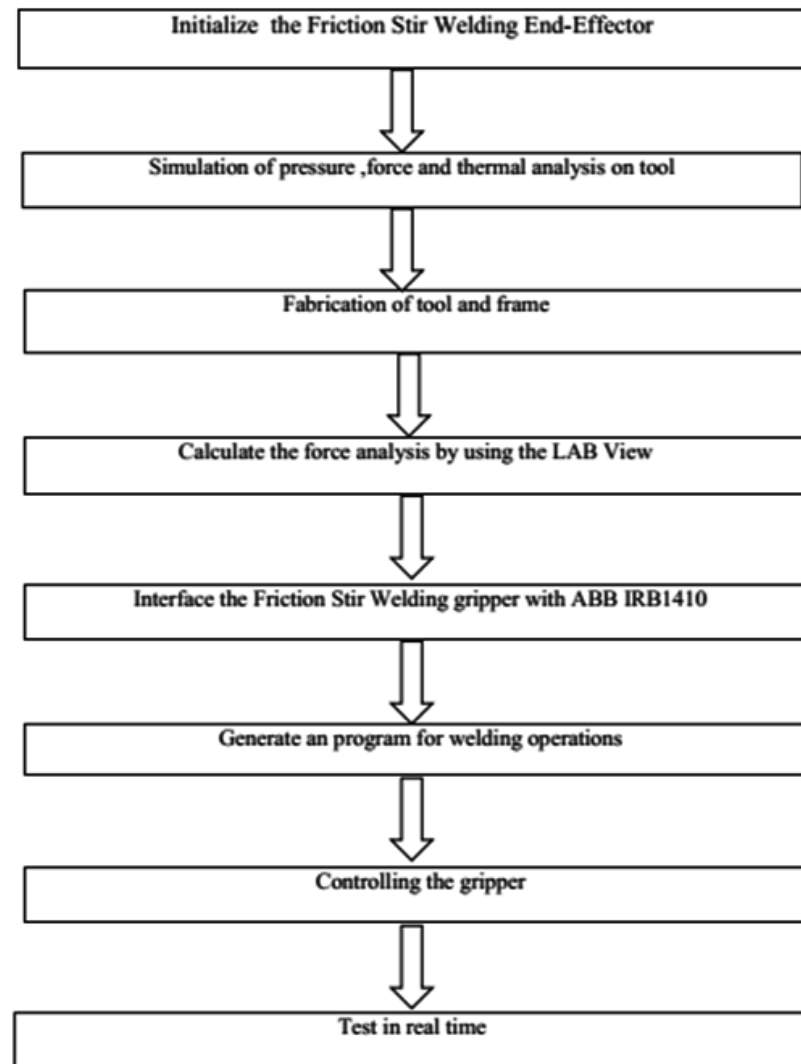 Initialize the Friction Stir Welding End-Effector
Simulation of pressure ,force and thermal analysis on tool
Fabrication of tool and frame
Calculate the force analysis by using the LAB View
Interface the Friction Stir Welding gripper with ABB IRB1410
Generate an program for welding operations
Controlling the gripper
Test in real time